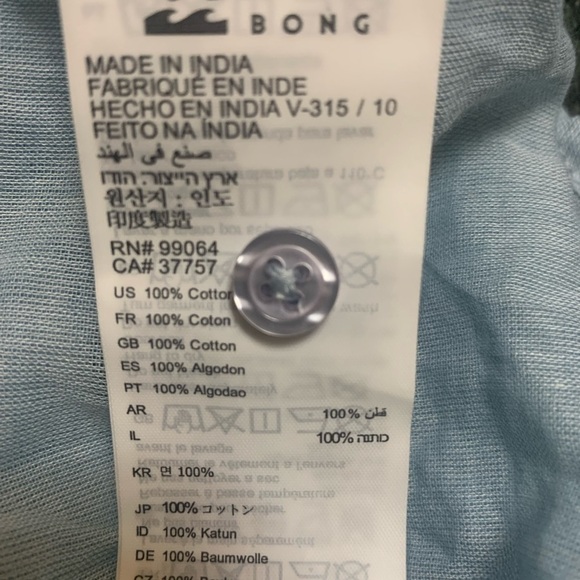 BONG
MADE IN INDIA
FABRIQUÉ EN INDE
HECHO EN INDIA V-315 / 10
FEITO NA ÍNDIA
صنع في الهند
ארץ הייצור: הודו
원산지 : 인도
印度製造
RN# 99064
CA# 37757
US 100% Cotton
FR 100% Coton
GB 100% Cotton
ES 100% Algodon
PT 100% Algodao
AR 100% قطن
IL 100% כותנה
KR 면 100%
JP 100% コットン
ID 100% Katun
DE 100% Baumwolle